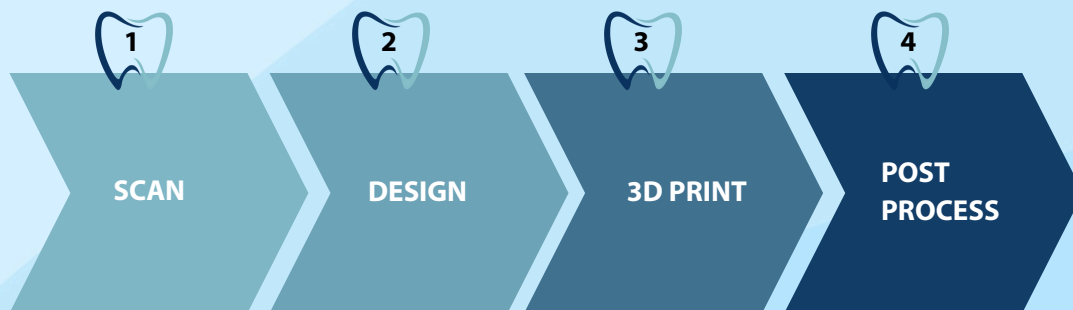 1
SCAN
2
DESIGN
3
3D PRINT
4
POST
PROCESS